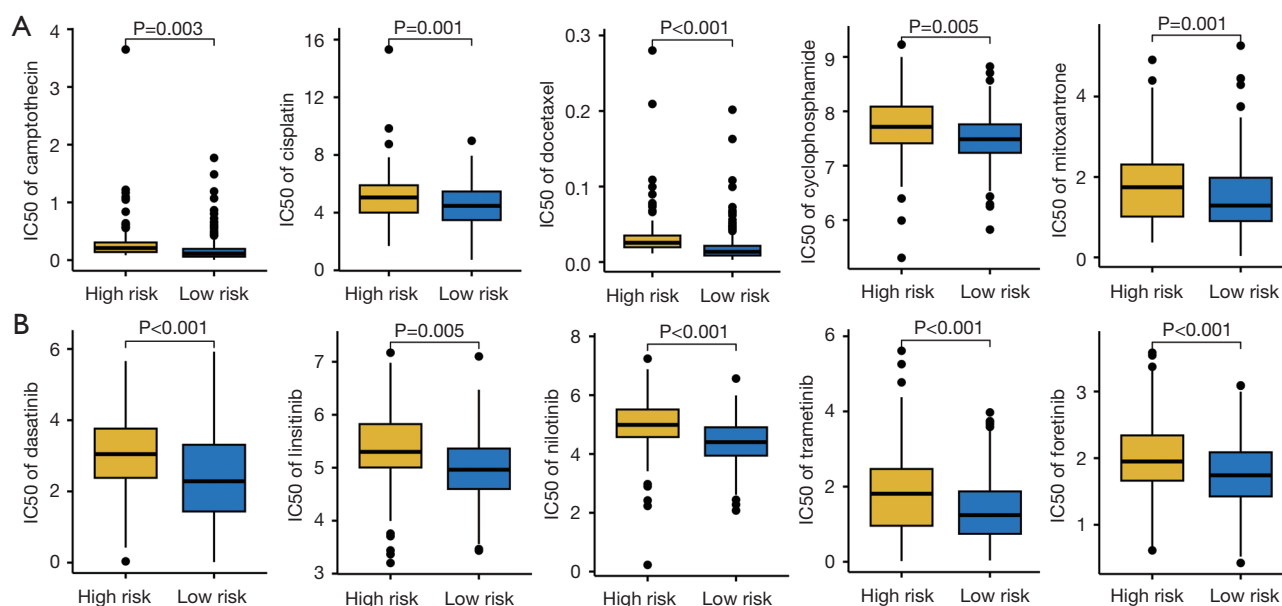 A
P=0.003
IC50 of camptothecin
4
3
2
1
0
High risk Low risk
P=0.001
IC50 of cisplatin
16
12
8
4
0
High risk Low risk
P<0.001
IC50 of docetaxel
0.3
0.2
0.1
0.0
High risk Low risk
P=0.005
IC50 of cyclophosphamide
9
8
7
6
High risk Low risk
P=0.001
IC50 of mitoxantrone
4
2
0
High risk Low risk
B
P<0.001
IC50 of dasatinib
6
4
2
0
High risk Low risk
P=0.005
IC50 of linsitinib
7
6
5
4
3
High risk Low risk
P<0.001
IC50 of nilotinib
8
6
4
2
0
High risk Low risk
P<0.001
IC50 of trametinib
6
4
2
0
High risk Low risk
P<0.001
IC50 of foretinib
3
2
1
High risk Low risk